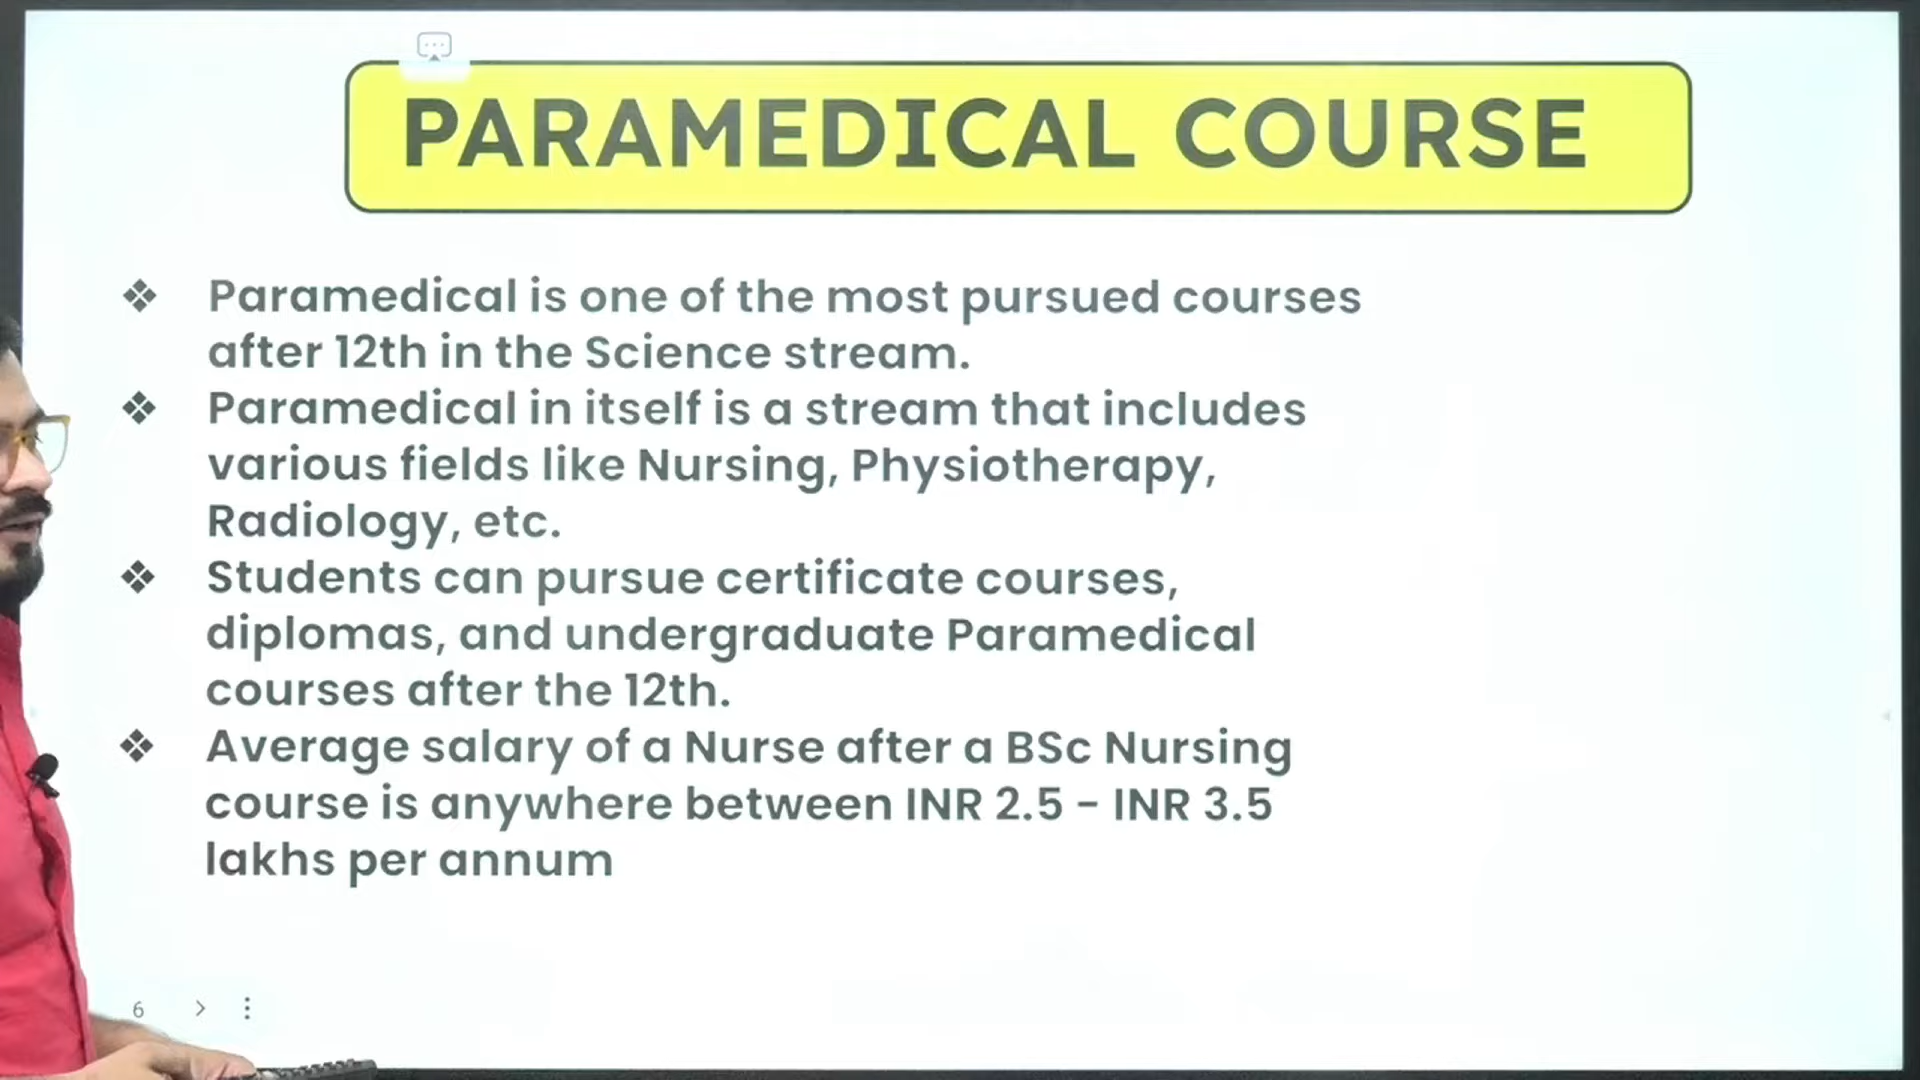 PARAMEDICAL COURSE
❖ Paramedical is one of the most pursued courses
after 12th in the Science stream.
❖ Paramedical in itself is a stream that includes
various fields like Nursing, Physiotherapy,
Radiology, etc.
❖ Students can pursue certificate courses,
diplomas, and undergraduate Paramedical
courses after the 12th.
❖ Average salary of a Nurse after a BSc Nursing
course is anywhere between INR 2.5 - INR 3.5
lakhs per annum
6